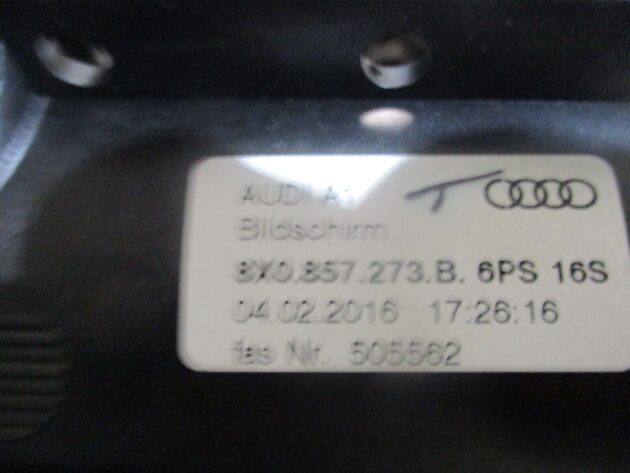 AUDI A1
Bildschirm
8X0.857.273.B. 6PS 16S
04.02.2016 17:26:16
fas Nr. 505562